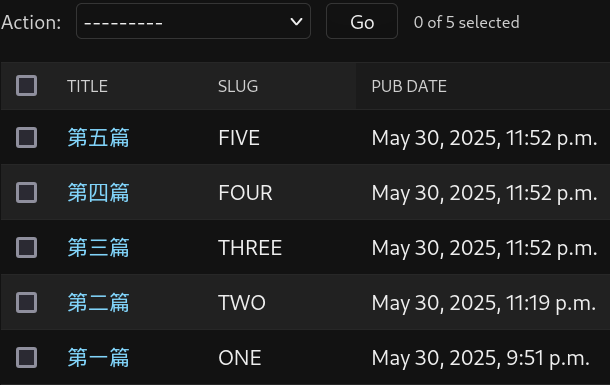 Action: --------- Go 0 of 5 selected
TITLE SLUG PUB DATE
第五篇 FIVE May 30, 2025, 11:52 p.m.
第四篇 FOUR May 30, 2025, 11:52 p.m.
第三篇 THREE May 30, 2025, 11:52 p.m.
第二篇 TWO May 30, 2025, 11:19 p.m.
第一篇 ONE May 30, 2025, 9:51 p.m.